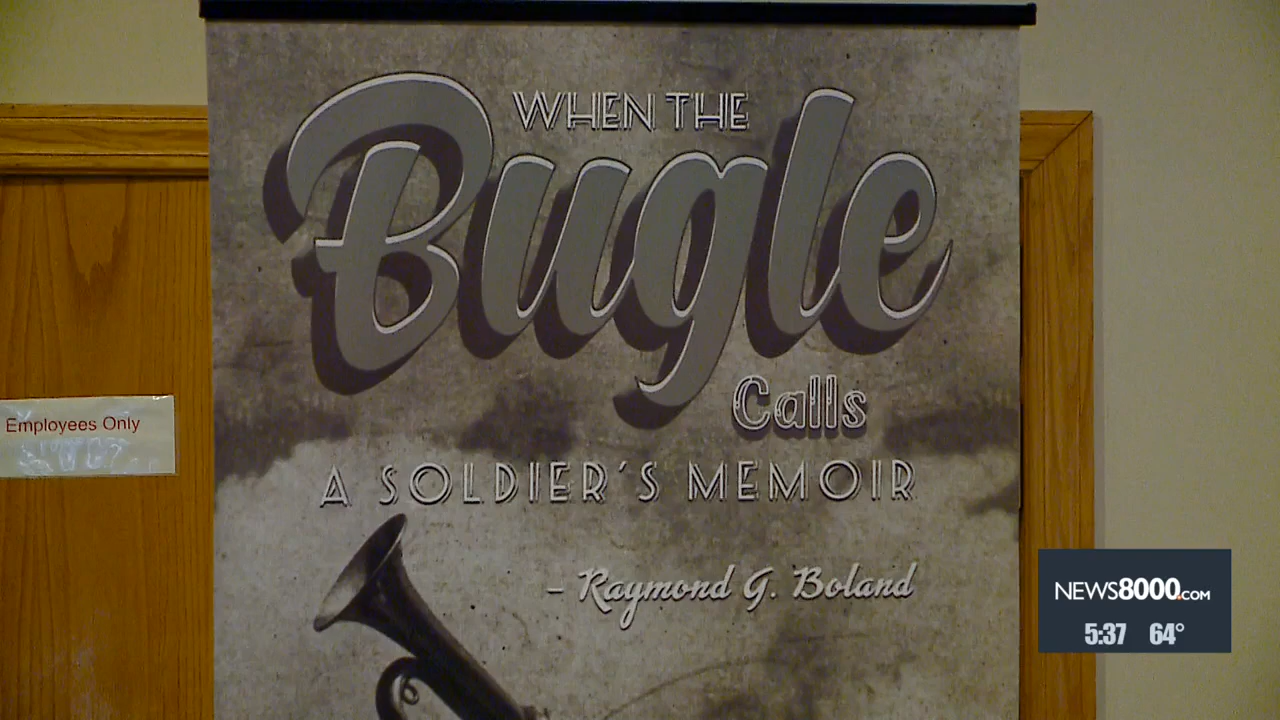 WHEN THE
Bugle
Calls
A SOLDIER'S MEMOIR
- Raymond G. Boland
Employees Only
NEWS8000.COM
5:37 64°